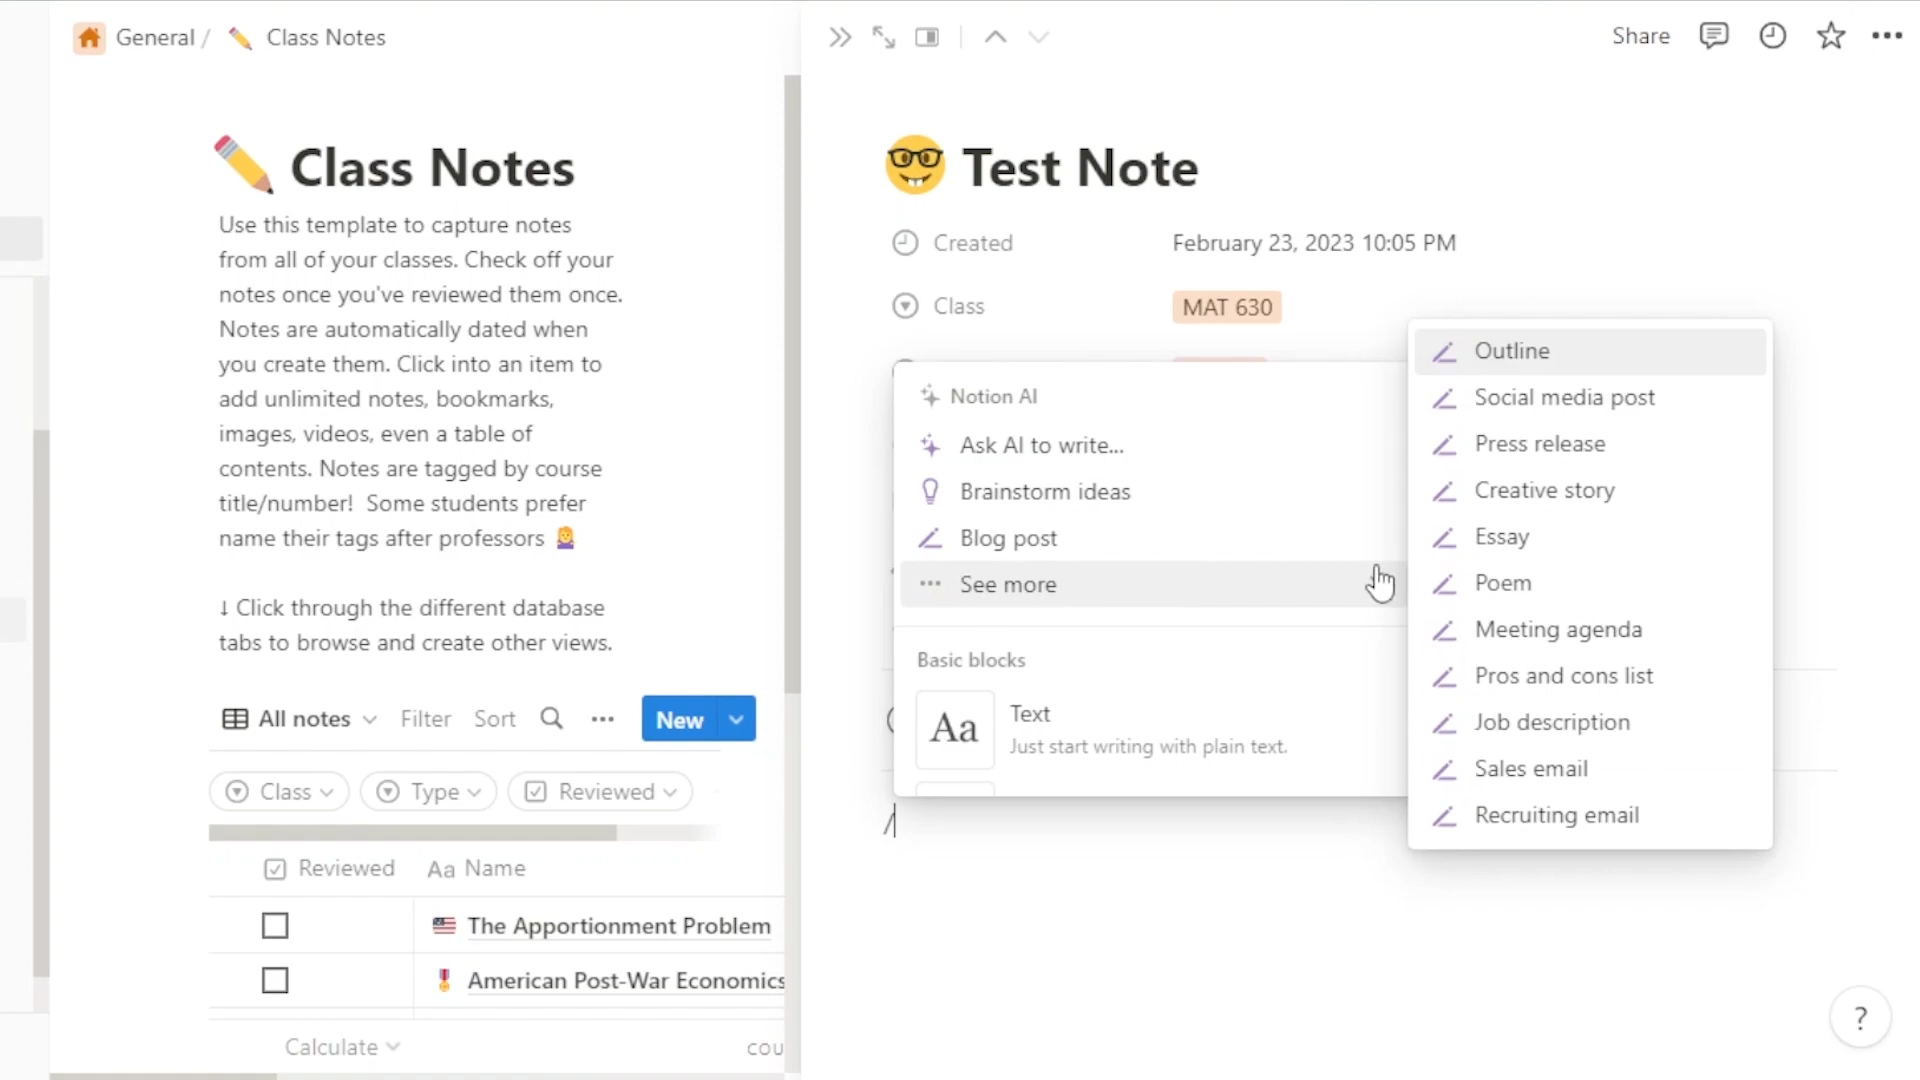 General / Class Notes
Share
Class Notes
Use this template to capture notes
from all of your classes. Check off your
notes once you've reviewed them once.
Notes are automatically dated when
you create them. Click into an item to
add unlimited notes, bookmarks,
images, videos, even a table of
contents. Notes are tagged by course
title/number! Some students prefer
name their tags after professors
↓ Click through the different database
tabs to browse and create other views.
All notes Filter Sort New
Class Type Reviewed
Reviewed Aa Name
The Apportionment Problem
American Post-War Economics
Calculate cou
Test Note
Created February 23, 2023 10:05 PM
Class MAT 630
Notion AI
Ask AI to write...
Brainstorm ideas
Blog post
See more
Basic blocks
Aa Text
Just start writing with plain text.
/
Outline
Social media post
Press release
Creative story
Essay
Poem
Meeting agenda
Pros and cons list
Job description
Sales email
Recruiting email
?